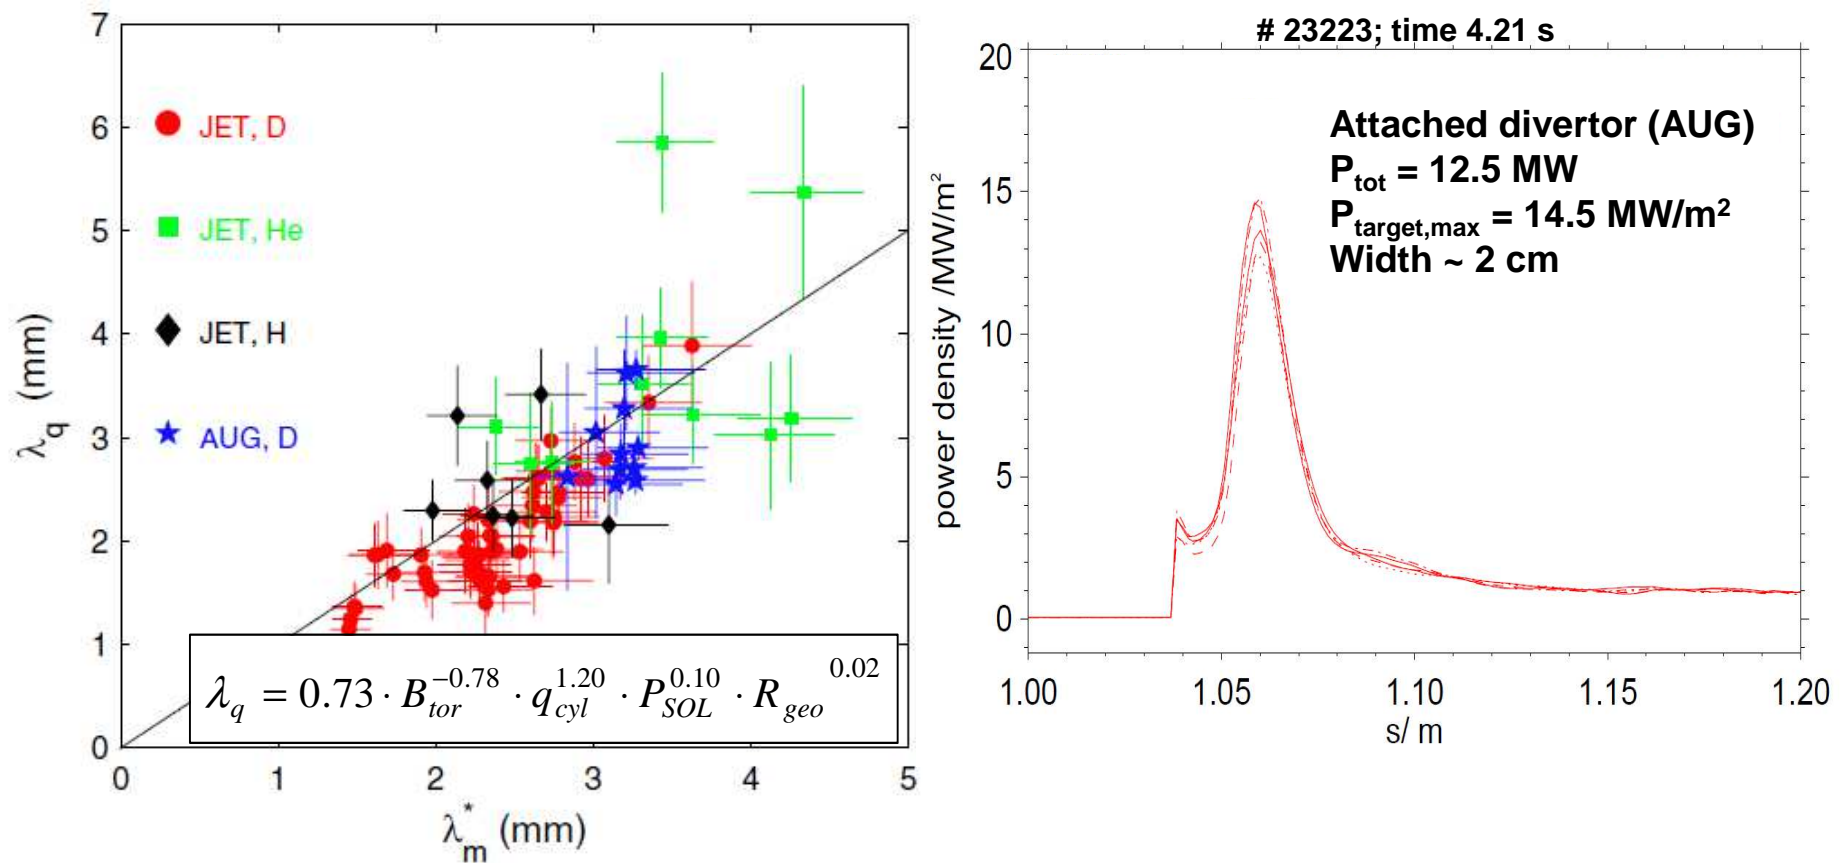 7
6
5
4
3
2
1
0
λq (mm)
JET, D
JET, He
JET, H
AUG, D
λq = 0.73 · Btor^-0.78 · qcyl^1.20 · PSOL^0.10 · Rgeo^0.02
0 1 2 3 4 5
λm* (mm)
# 23223; time 4.21 s
20
15
10
5
0
power density /MW/m²
Attached divertor (AUG)
Ptot = 12.5 MW
Ptarget,max = 14.5 MW/m²
Width ~ 2 cm
1.00 1.05 1.10 1.15 1.20
s/ m